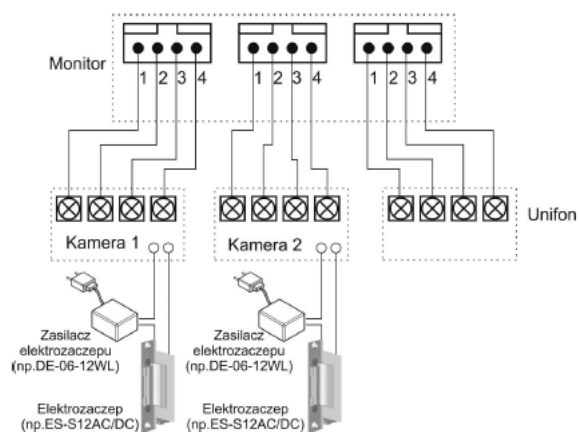 Monitor
1 2 3 4
1 2 3 4
1 2 3 4
Kamera 1
Kamera 2
Unifon
Zasilacz
elektrozaczepu
(np.DE-06-12WL)
Zasilacz
elektrozaczepu
(np.DE-06-12WL)
Elektrozaczep
(np.ES-S12AC/DC)
Elektrozaczep
(np.ES-S12AC/DC)